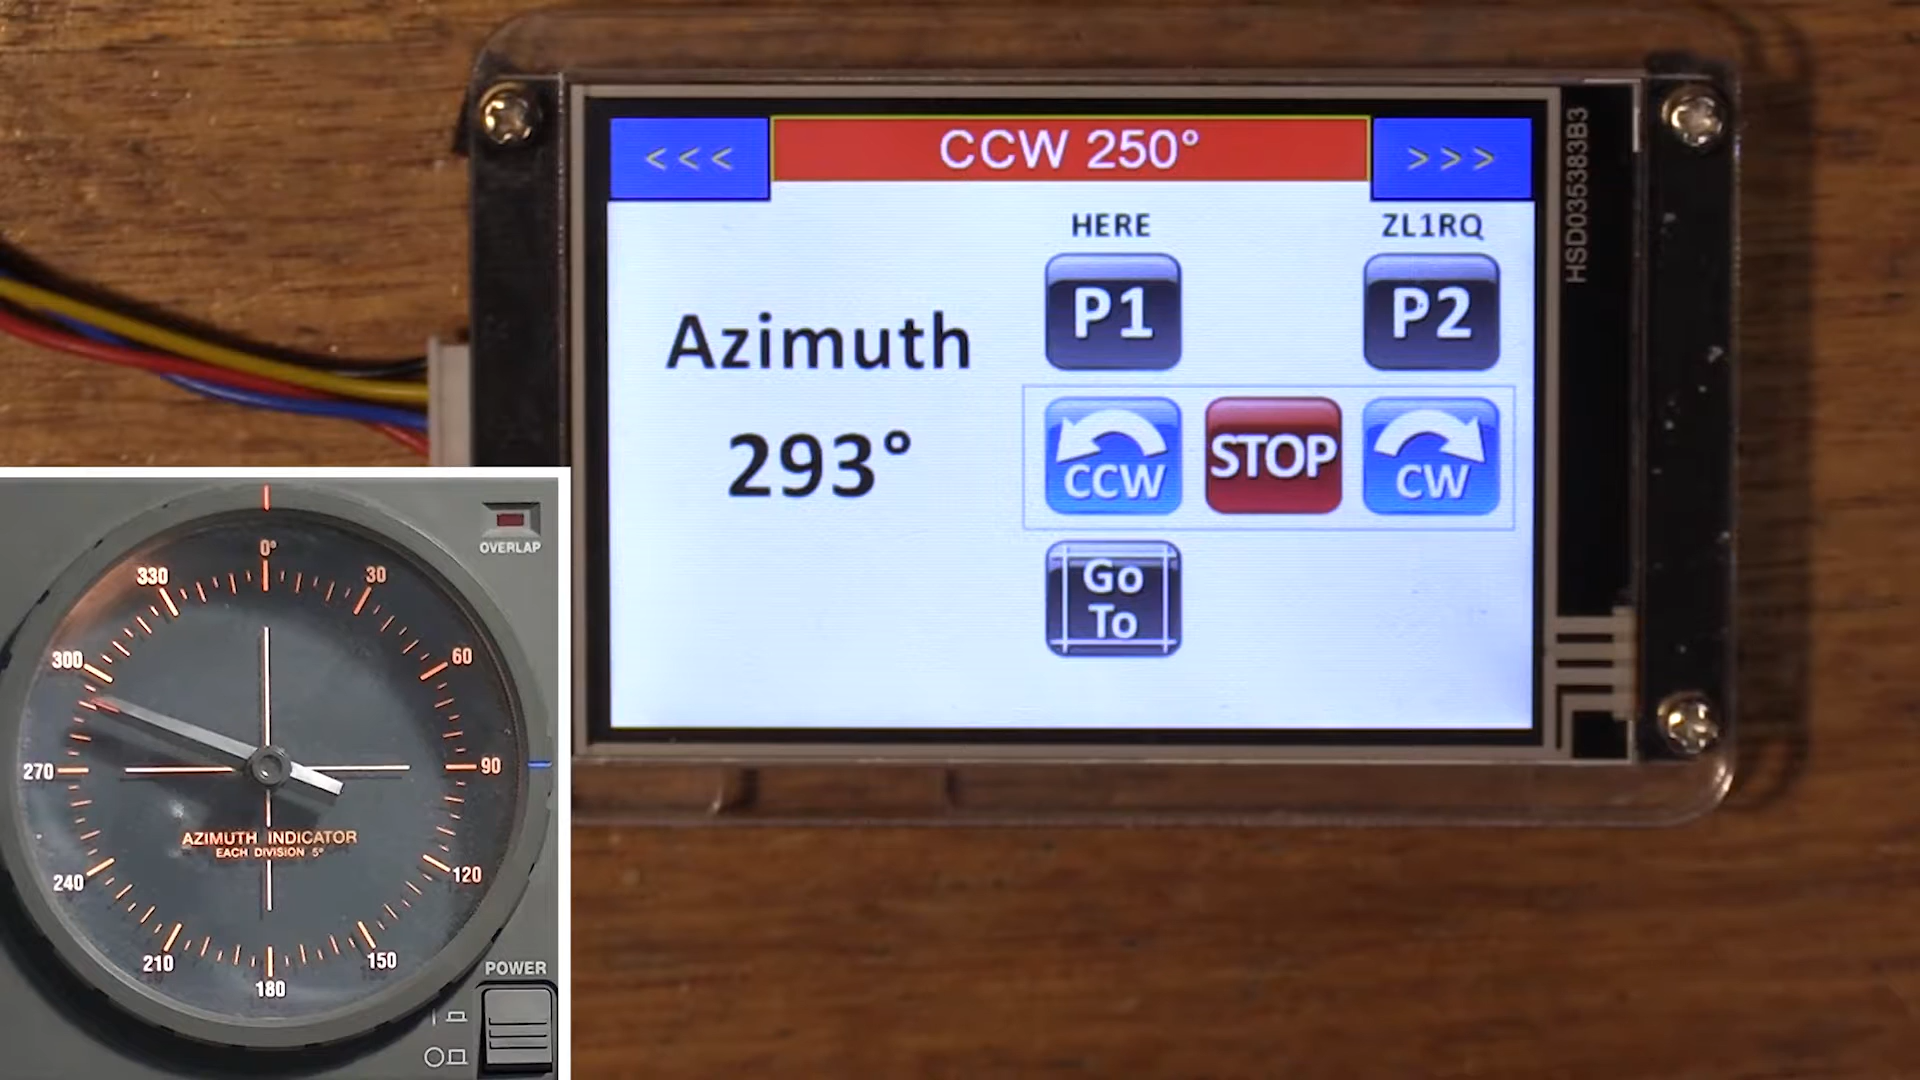 <<<
CCW 250°
>>>
HERE
ZL1RQ
P1
P2
Azimuth
293°
CCW
STOP
CW
Go
To
HSD035383B3
OVERLAP
0°
30
60
90
120
150
180
210
240
270
300
330
AZIMUTH INDICATOR
EACH DIVISION 5°
POWER